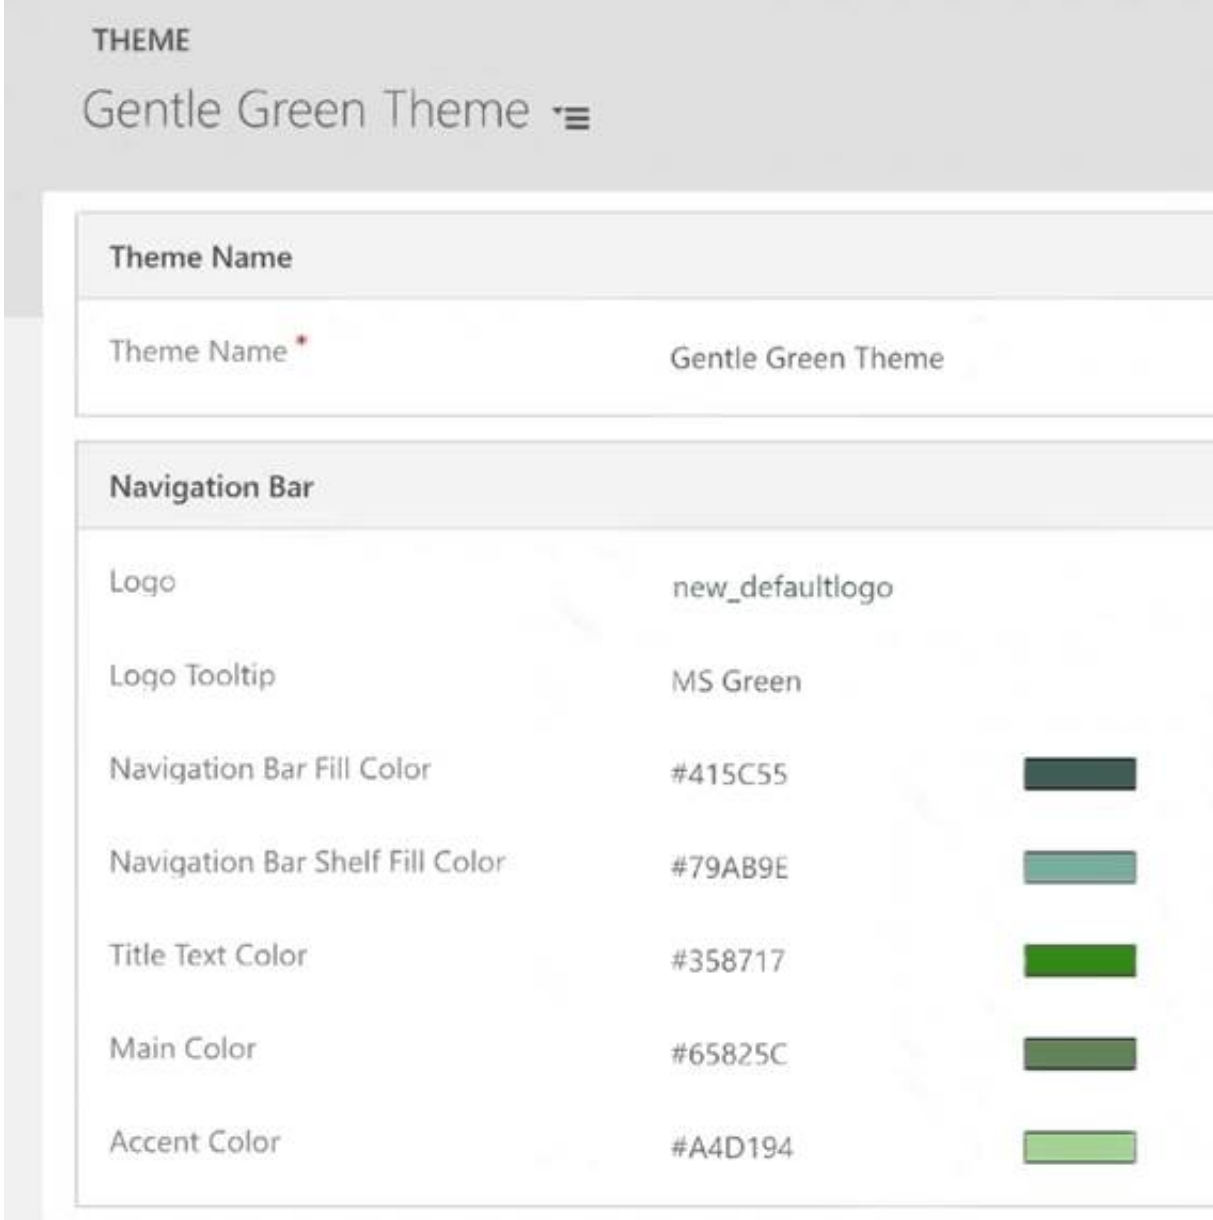 THEME
Gentle Green Theme
Theme Name
Theme Name * Gentle Green Theme
Navigation Bar
Logo new_defaultlogo
Logo Tooltip MS Green
Navigation Bar Fill Color #415C55
Navigation Bar Shelf Fill Color #79AB9E
Title Text Color #358717
Main Color #65825C
Accent Color #A4D194